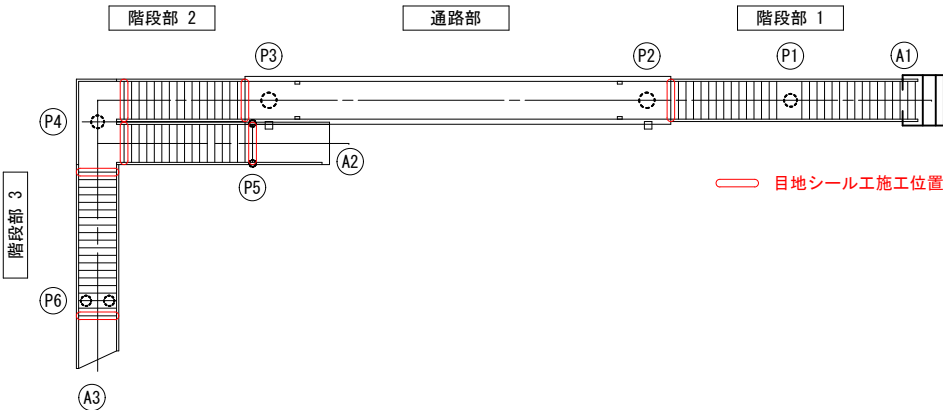 階段部 2
通路部
階段部 1
P3
P2
P1
A1
P4
A2
P5
目地シール工施工位置
階段部 3
P6
A3